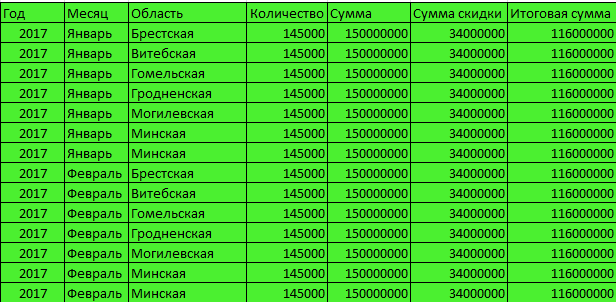 Год Месяц Область Количество Сумма Сумма скидки Итоговая сумма
2017 Январь Брестская 145000 150000000 34000000 116000000
2017 Январь Витебская 145000 150000000 34000000 116000000
2017 Январь Гомельская 145000 150000000 34000000 116000000
2017 Январь Гродненская 145000 150000000 34000000 116000000
2017 Январь Могилевская 145000 150000000 34000000 116000000
2017 Январь Минская 145000 150000000 34000000 116000000
2017 Январь Минская 145000 150000000 34000000 116000000
2017 Февраль Брестская 145000 150000000 34000000 116000000
2017 Февраль Витебская 145000 150000000 34000000 116000000
2017 Февраль Гомельская 145000 150000000 34000000 116000000
2017 Февраль Гродненская 145000 150000000 34000000 116000000
2017 Февраль Могилевская 145000 150000000 34000000 116000000
2017 Февраль Минская 145000 150000000 34000000 116000000
2017 Февраль Минская 145000 150000000 34000000 116000000